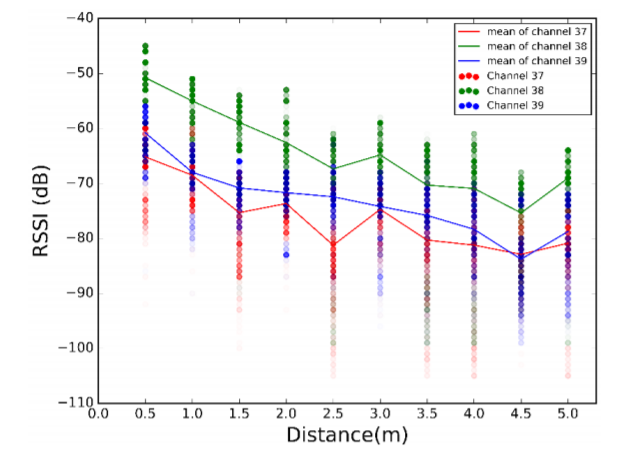 −40
−50
−60
−70
−80
−90
−100
−110
RSSI (dB)
0.0 0.5 1.0 1.5 2.0 2.5 3.0 3.5 4.0 4.5 5.0
Distance(m)
mean of channel 37
mean of channel 38
mean of channel 39
Channel 37
Channel 38
Channel 39